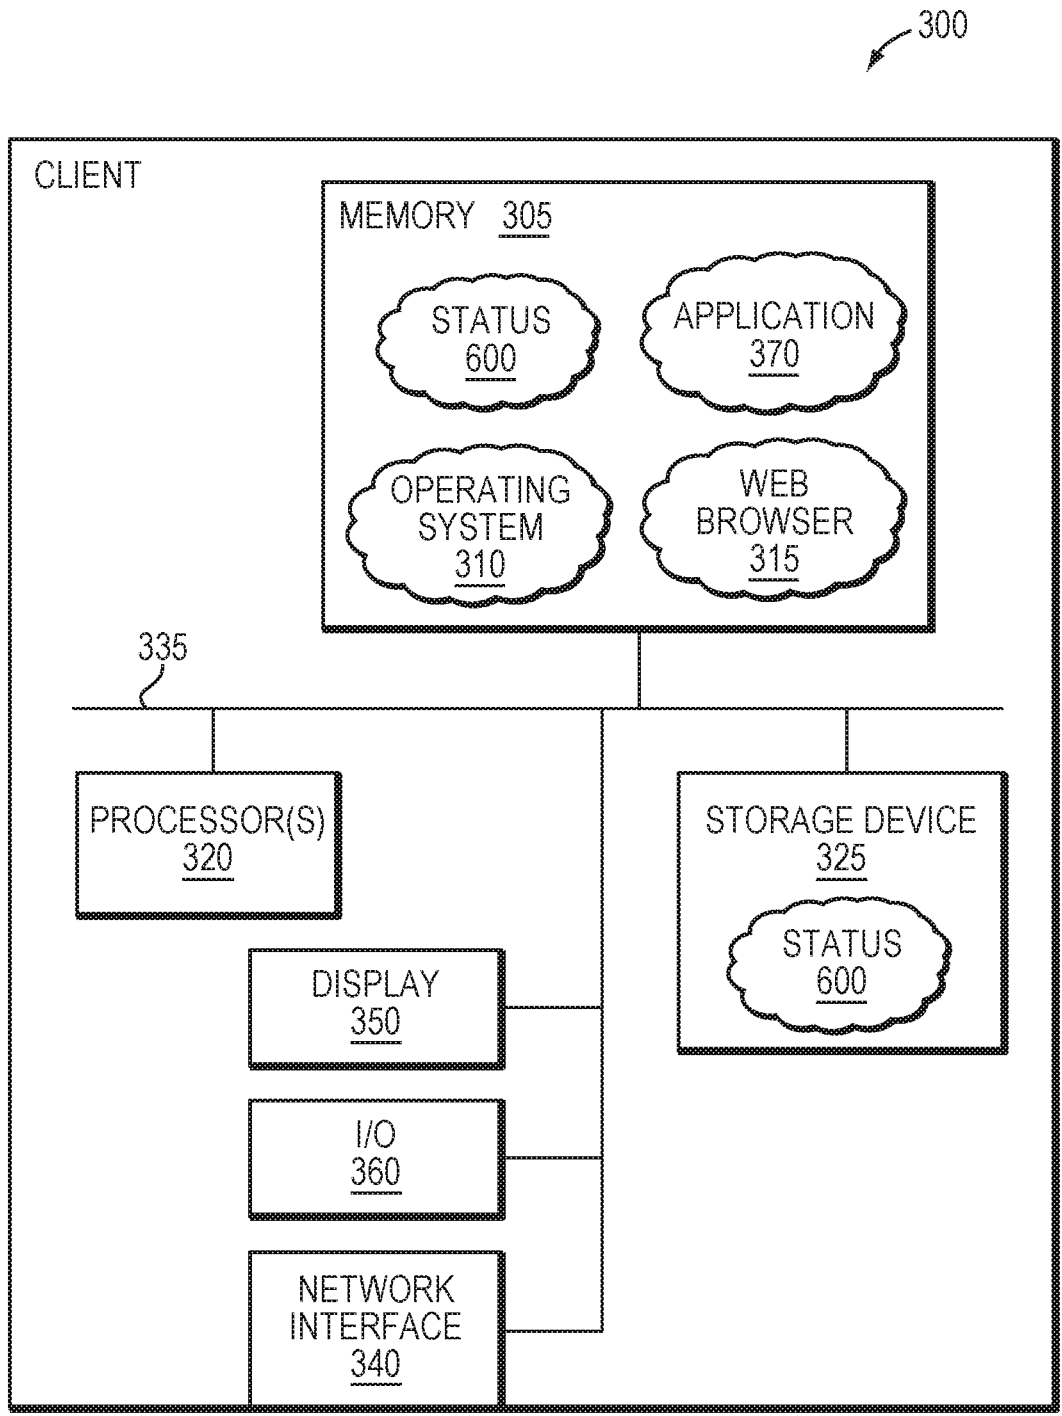 300
CLIENT
MEMORY 305
STATUS
600
APPLICATION
370
OPERATING
SYSTEM
310
WEB
BROWSER
315
335
PROCESSOR(S)
320
STORAGE DEVICE
325
STATUS
600
DISPLAY
350
I/O
360
NETWORK
INTERFACE
340